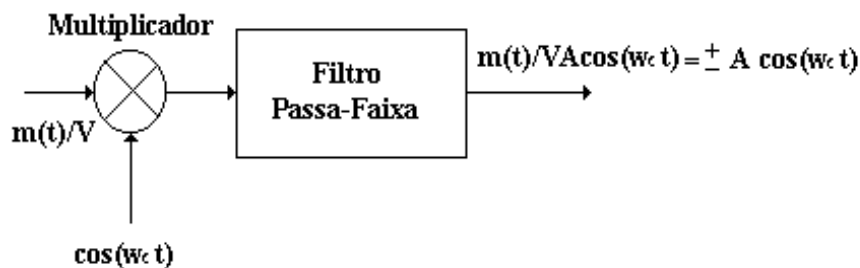 Multiplicador
m(t)/V
Filtro
Passa-Faixa
m(t)/VAcos(wc t) = ± A cos(wc t)
cos(wc t)